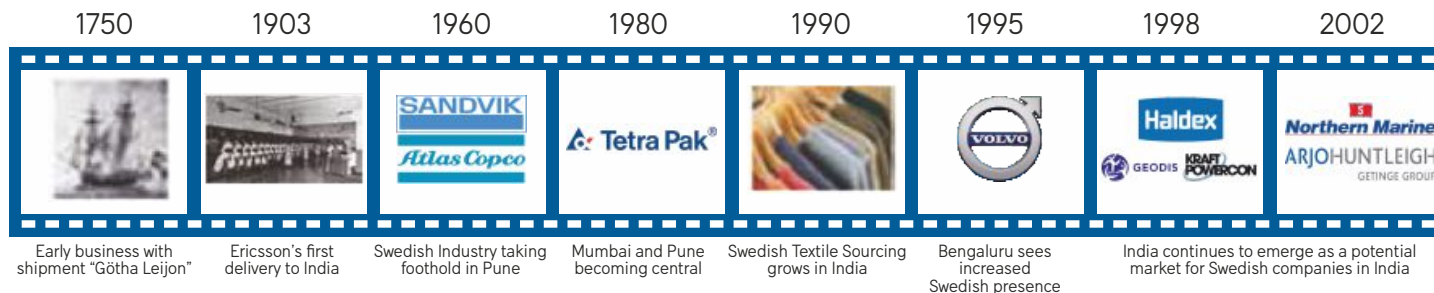 1750
1903
1960
1980
1990
1995
1998
2002
SANDVIK
Atlas Copco
Tetra Pak®
VOLVO
Haldex
GEODIS
KRAFT
POWERCON
S
Northern Marine
ARJOHUNTLEIGH
GETINGE GROUP
Early business with
shipment “Götha Leijon”
Ericsson’s first
delivery to India
Swedish Industry taking
foothold in Pune
Mumbai and Pune
becoming central
Swedish Textile Sourcing
grows in India
Bengaluru sees
increased
Swedish presence
India continues to emerge as a potential
market for Swedish companies in India